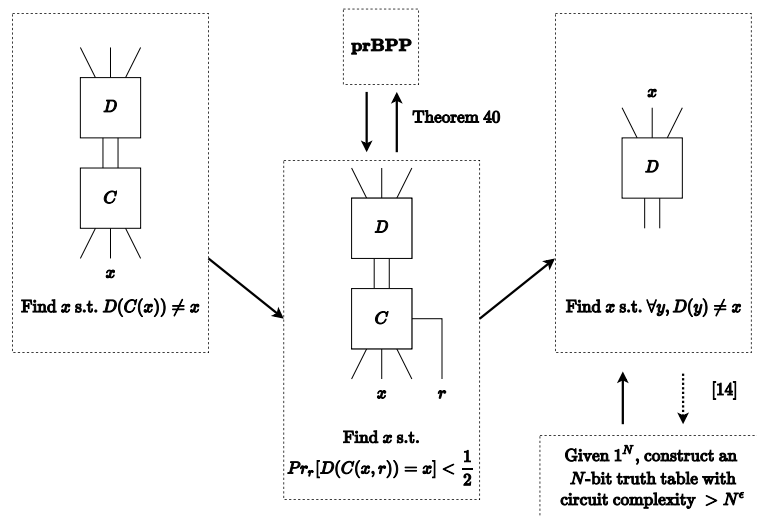 D
C
x
Find x s.t. D(C(x)) ≠ x
prBPP
Theorem 40
D
C
x r
Find x s.t.
Pr_r[D(C(x,r)) = x] < 1/2
x
D
Find x s.t. ∀y, D(y) ≠ x
[14]
Given 1^N, construct an
N-bit truth table with
circuit complexity > N^ϵ